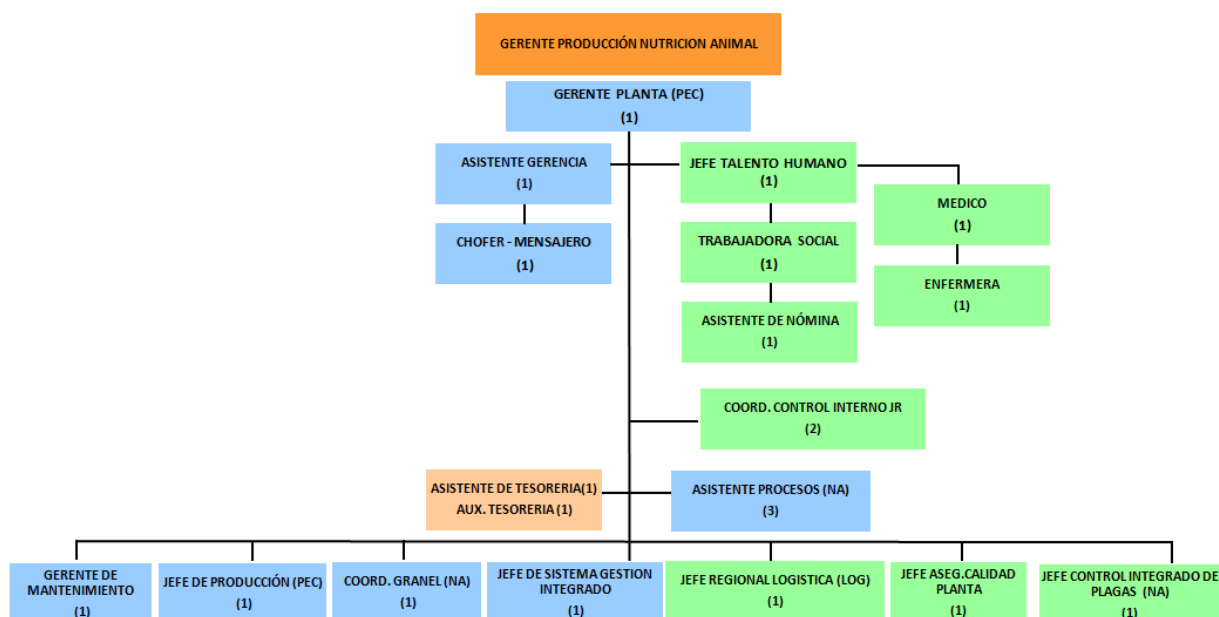 GERENTE PRODUCCIÓN NUTRICION ANIMAL
GERENTE PLANTA (PEC)
(1)
ASISTENTE GERENCIA
(1)
JEFE TALENTO HUMANO
(1)
MEDICO
(1)
CHOFER - MENSAJERO
(1)
TRABAJADORA SOCIAL
(1)
ENFERMERA
(1)
ASISTENTE DE NÓMINA
(1)
COORD. CONTROL INTERNO JR
(2)
ASISTENTE DE TESORERIA(1)
AUX. TESORERIA (1)
ASISTENTE PROCESOS (NA)
(3)
GERENTE DE
MANTENIMIENTO
(1)
JEFE DE PRODUCCIÓN (PEC)
(1)
COORD. GRANEL (NA)
(1)
JEFE DE SISTEMA GESTION
INTEGRADO
(1)
JEFE REGIONAL LOGISTICA (LOG)
(1)
JEFE ASEG.CALIDAD
PLANTA
(1)
JEFE CONTROL INTEGRADO DE
PLAGAS (NA)
(1)